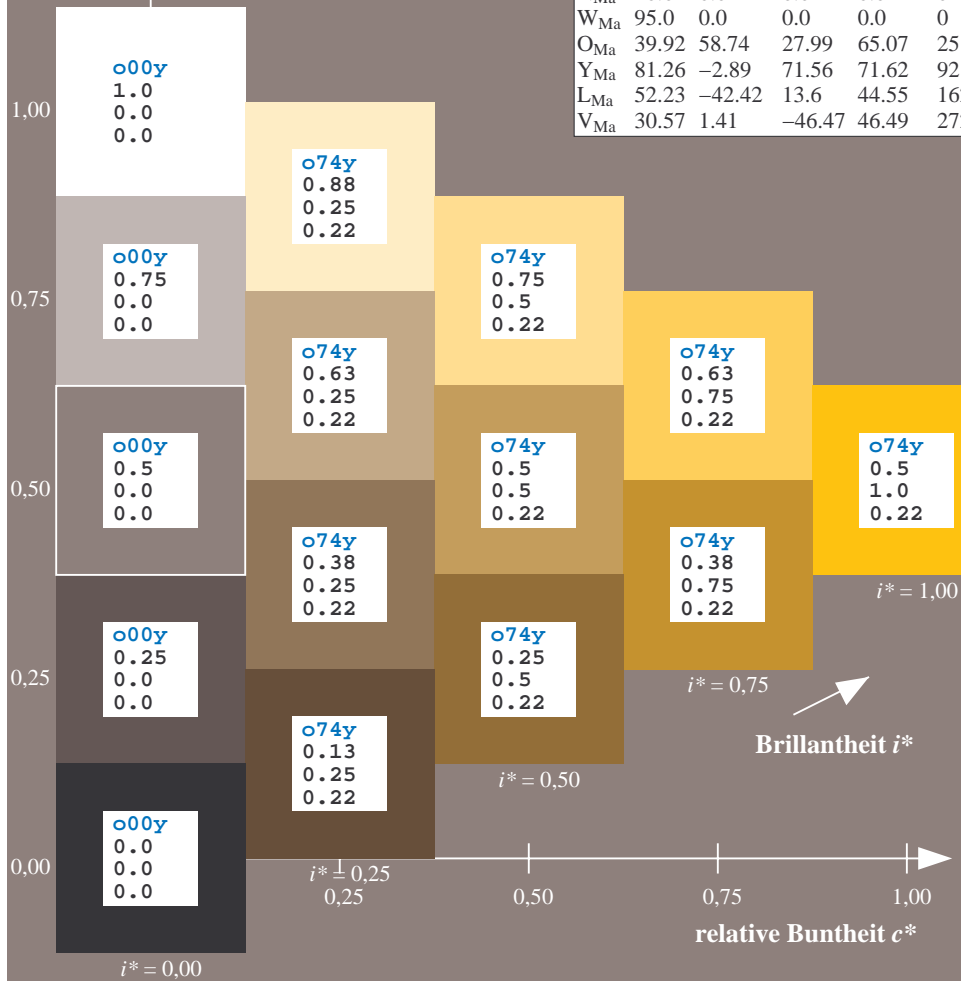 W Ma 95.0 0.0 0.0 0.0 0
O Ma 39.92 58.74 27.99 65.07 25
Y Ma 81.26 −2.89 71.56 71.62 92
L Ma 52.23 −42.42 13.6 44.55
V Ma 30.57 1.41 −46.47 46.49
1,00
o00y
1.0
0.0
0.0
o74y
0.88
0.25
0.22
0,75
o00y
0.75
0.0
0.0
o74y
0.75
0.5
0.22
o74y
0.63
0.25
0.22
o74y
0.63
0.75
0.22
0,50
o00y
0.5
0.0
0.0
o74y
0.5
0.5
0.22
o74y
0.5
1.0
0.22
i* = 1,00
o74y
0.38
0.25
0.22
o74y
0.38
0.75
0.22
i* = 0,75
0,25
o00y
0.25
0.0
0.0
o74y
0.25
0.5
0.22
i* = 0,50
Brillantheit i*
o74y
0.13
0.25
0.22
i* = 0,25
0,00
o00y
0.0
0.0
0.0
i* = 0,00
0,25 0,50 0,75 1,00
relative Buntheit c*